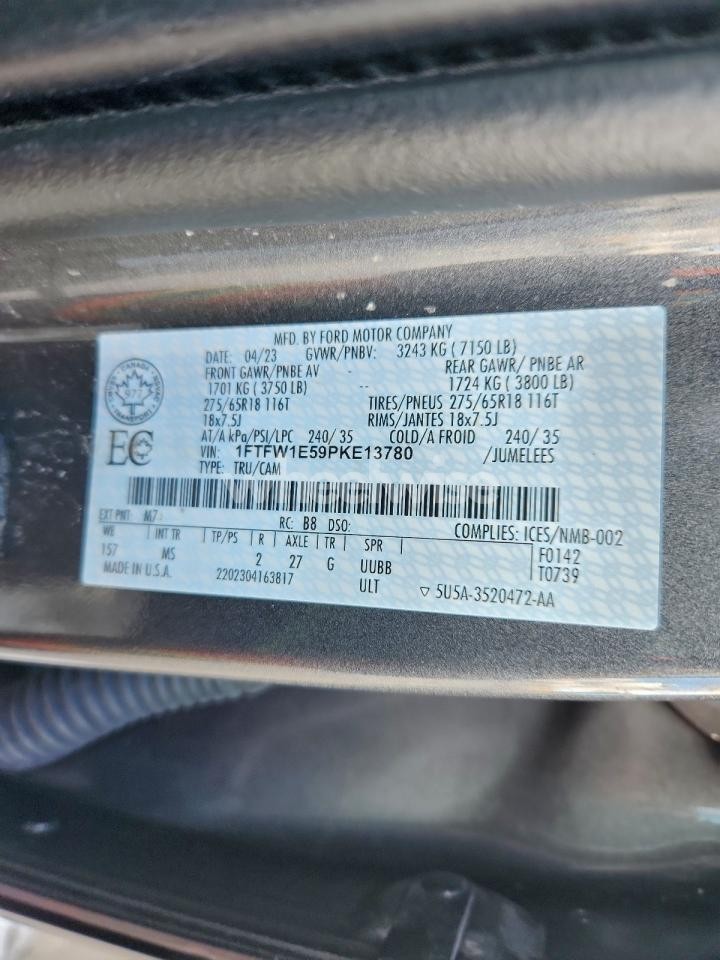 MFD. BY FORD MOTOR COMPANY
DATE: 04/23 GVWR/PNBV: 3243 KG ( 7150 LB)
FRONT GAWR/PNBE AV REAR GAWR/ PNBE AR
1701 KG ( 3750 LB) -- 1724 KG ( 3800 LB)
275/65R18 116T TIRES/PNEUS 275/65R18 116T
18x7.5J RIMS/JANTES 18x7.5J
AT/A kPa/PSI/LPC 240/ 35 COLD/A FROID 240/ 35
VIN: 1FTFW1E59PKE13780 /JUMELEES
TYPE: TRU/CAM
CANADA
TRANSPORT
EC
EXT PNT: M7 RC: B8 DSO: COMPLIES: ICES/NMB-002
WB INT TR TP/PS R AXLE TR SPR F0142
157 MS 2 27 G UUBB T0739
MADE IN U.S.A. 2202304163817 ULT ▽ 5U5A-3520472-AA